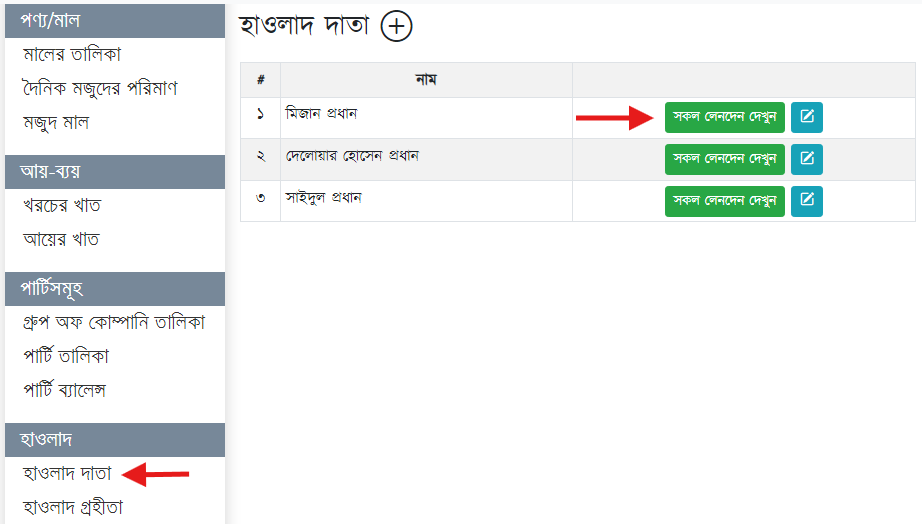 পণ্য/মাল
মালের তালিকা
দৈনিক মজুদের পরিমাণ
মজুদ মাল
আয়-ব্যয়
খরচের খাত
আয়ের খাত
পার্টিসমূহ
গ্রুপ অফ কোম্পানি তালিকা
পার্টি তালিকা
পার্টি ব্যালেন্স
হাওলাদ
হাওলাদ দাতা
হাওলাদ গ্রহীতা
হাওলাদ দাতা
# নাম
১ মিজান প্রধান সকল লেনদেন দেখুন
২ দেলোয়ার হোসেন প্রধান সকল লেনদেন দেখুন
৩ সাইদুল প্রধান সকল লেনদেন দেখুন